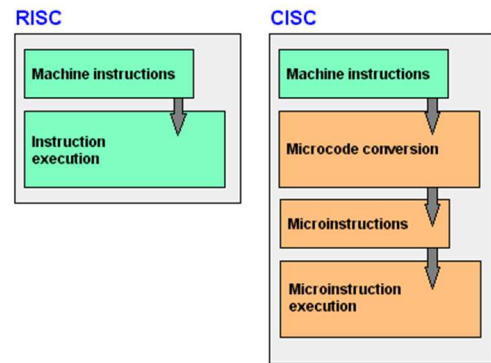 RISC
Machine instructions
Instruction
execution
CISC
Machine instructions
Microcode conversion
Microinstructions
Microinstruction
execution